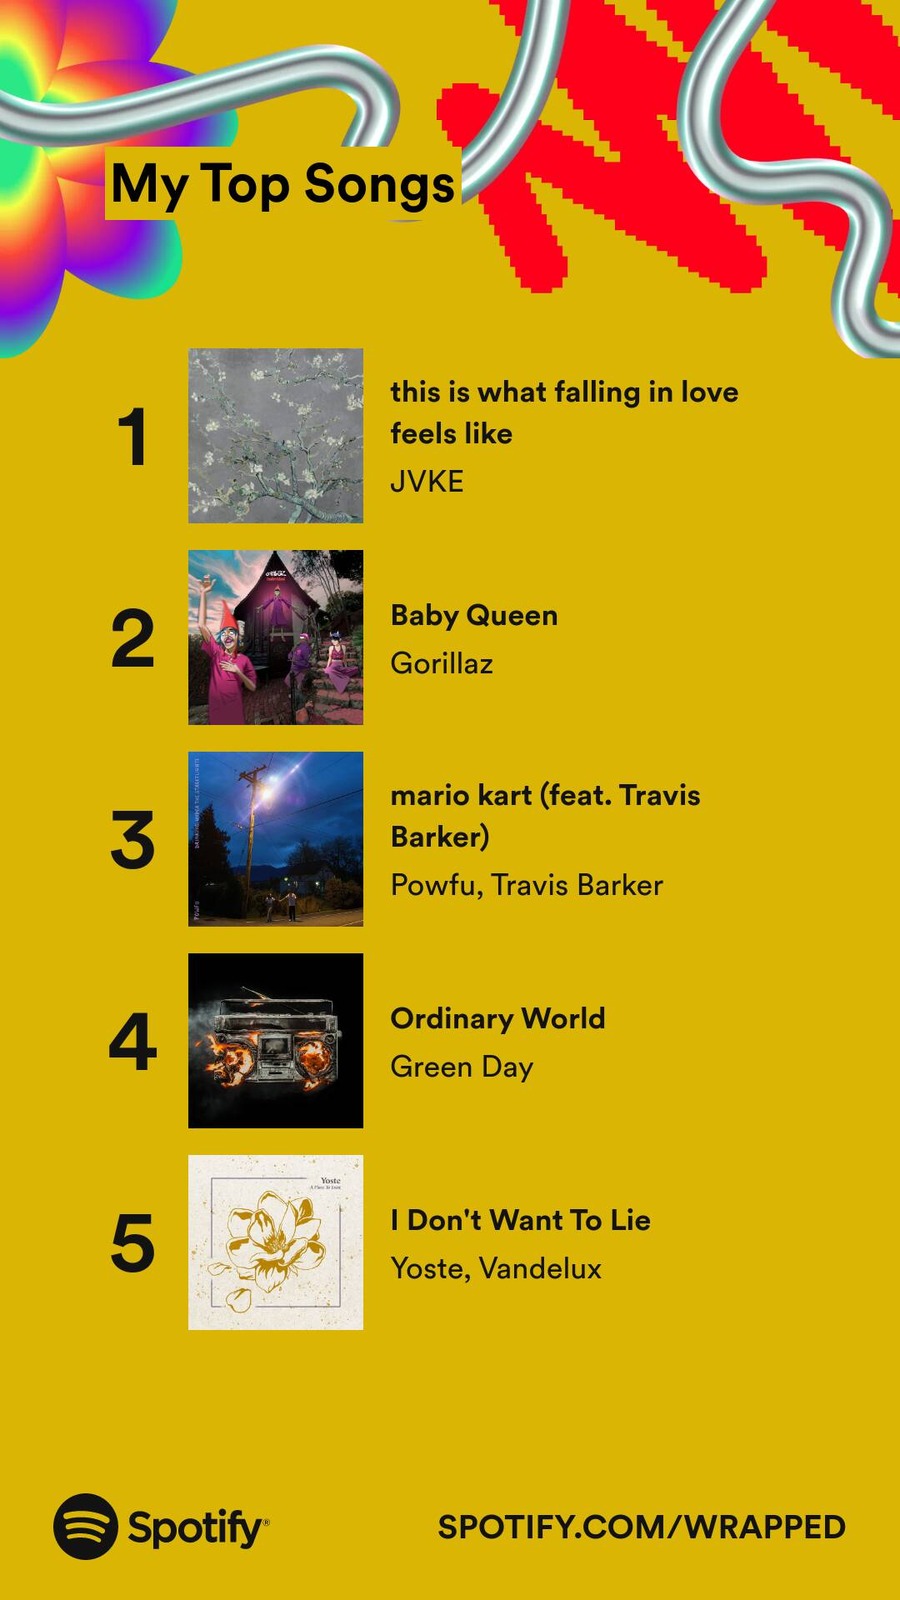 My Top Songs
1
this is what falling in love
feels like
JVKE
2
Baby Queen
Gorillaz
3
mario kart (feat. Travis
Barker)
Powfu, Travis Barker
POWFU
4
Ordinary World
Green Day
5
Yoste
A Place To Leave
I Don't Want To Lie
Yoste, Vandelux
Spotify®
SPOTIFY.COM/WRAPPED